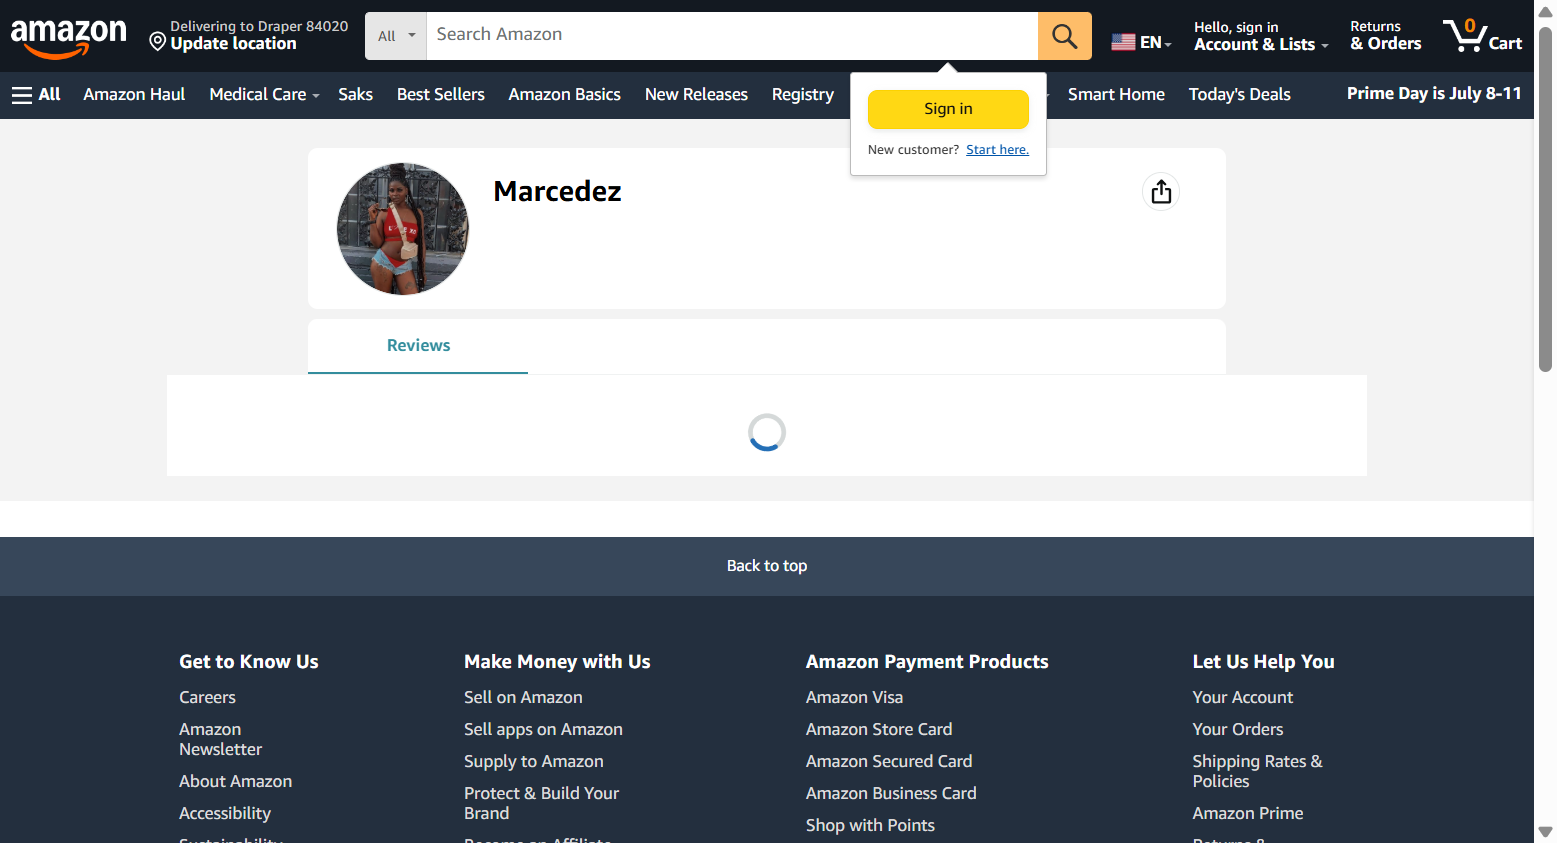 amazon
Delivering to Draper 84020
Update location
All
Search Amazon
EN
Hello, sign in
Account & Lists
Returns
& Orders
0
Cart
All
Amazon Haul
Medical Care
Saks
Best Sellers
Amazon Basics
New Releases
Registry
Smart Home
Today's Deals
Prime Day is July 8-11
Sign in
New customer? Start here.
Marcedez
Reviews
Back to top
Get to Know Us
Careers
Amazon
Newsletter
About Amazon
Accessibility
Sustainability
Make Money with Us
Sell on Amazon
Sell apps on Amazon
Supply to Amazon
Protect & Build Your
Brand
Become an Affiliate
Amazon Payment Products
Amazon Visa
Amazon Store Card
Amazon Secured Card
Amazon Business Card
Shop with Points
Let Us Help You
Your Account
Your Orders
Shipping Rates &
Policies
Amazon Prime
Returns &